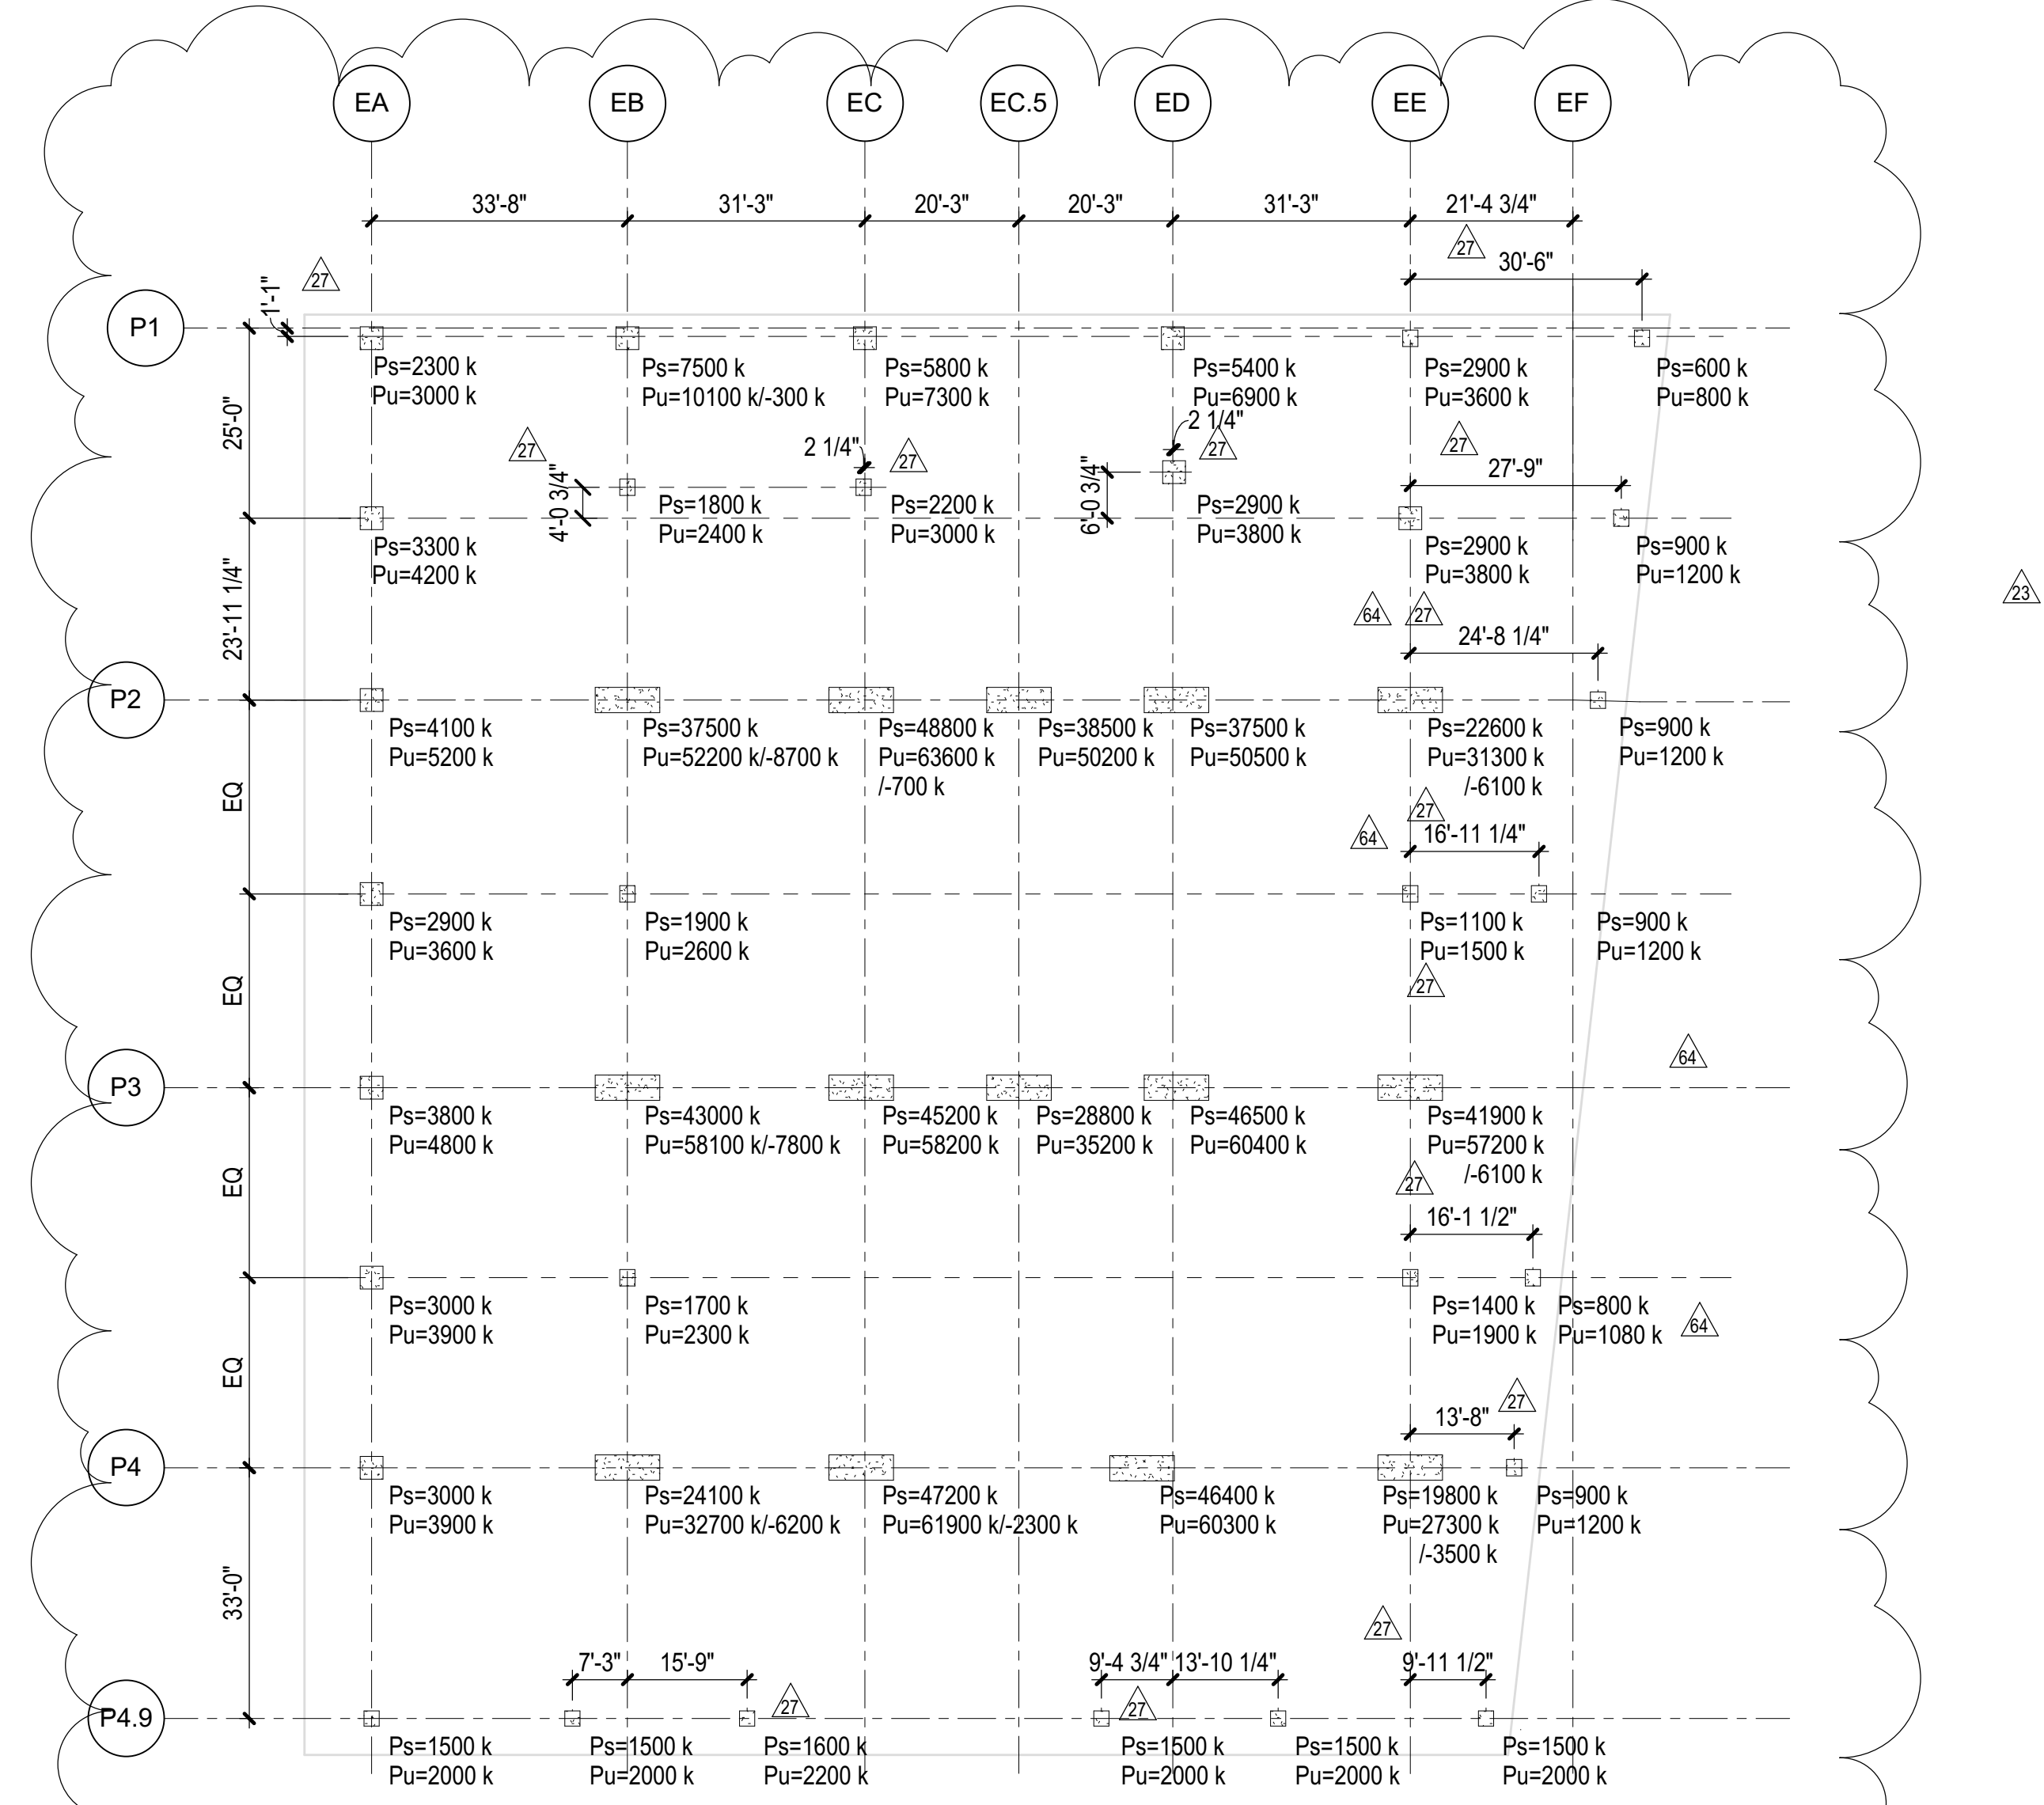 EA EB EC EC.5 ED EE EF
33'-8" 31'-3" 20'-3" 20'-3" 31'-3" 21'-4 3/4"
27
30'-6"
27
1'-1"
P1
Ps=2300 k Ps=7500 k Ps=5800 k Ps=5400 k Ps=2900 k Ps=600 k
Pu=3000 k Pu=10100 k/-300 k Pu=7300 k Pu=6900 k Pu=3600 k Pu=800 k
25'-0"
27 2 1/4" 27 2 1/4" 27 27
27'-9"
4'-0 3/4" 6'-0 3/4"
Ps=1800 k Ps=2200 k Ps=2900 k
Pu=2400 k Pu=3000 k Pu=3800 k
Ps=3300 k Ps=2900 k Ps=900 k
Pu=4200 k Pu=3800 k Pu=1200 k
23
23'-11 1/4"
64 27
24'-8 1/4"
P2
Ps=4100 k Ps=37500 k Ps=48800 k Ps=38500 k Ps=37500 k Ps=22600 k Ps=900 k
Pu=5200 k Pu=52200 k/-8700 k Pu=63600 k Pu=50200 k Pu=50500 k Pu=31300 k Pu=1200 k
/-700 k /-6100 k
EQ
27
64 16'-11 1/4"
Ps=2900 k Ps=1900 k Ps=1100 k Ps=900 k
Pu=3600 k Pu=2600 k Pu=1500 k Pu=1200 k
EQ
27
64
P3
Ps=3800 k Ps=43000 k Ps=45200 k Ps=28800 k Ps=46500 k Ps=41900 k
Pu=4800 k Pu=58100 k/-7800 k Pu=58200 k Pu=35200 k Pu=60400 k Pu=57200 k
/-6100 k
EQ
27
16'-1 1/2"
Ps=3000 k Ps=1700 k Ps=1400 k Ps=800 k
Pu=3900 k Pu=2300 k Pu=1900 k Pu=1080 k
64
EQ
27
13'-8"
P4
Ps=3000 k Ps=24100 k Ps=47200 k Ps=46400 k Ps=19800 k Ps=900 k
Pu=3900 k Pu=32700 k/-6200 k Pu=61900 k/-2300 k Pu=60300 k Pu=27300 k Pu=1200 k
/-3500 k
33'-0"
27
7'-3" 15'-9" 9'-4 3/4" 13'-10 1/4" 9'-11 1/2"
27 27
P4.9
Ps=1500 k Ps=1500 k Ps=1600 k Ps=1500 k Ps=1500 k Ps=1500 k
Pu=2000 k Pu=2000 k Pu=2200 k Pu=2000 k Pu=2000 k Pu=2000 k